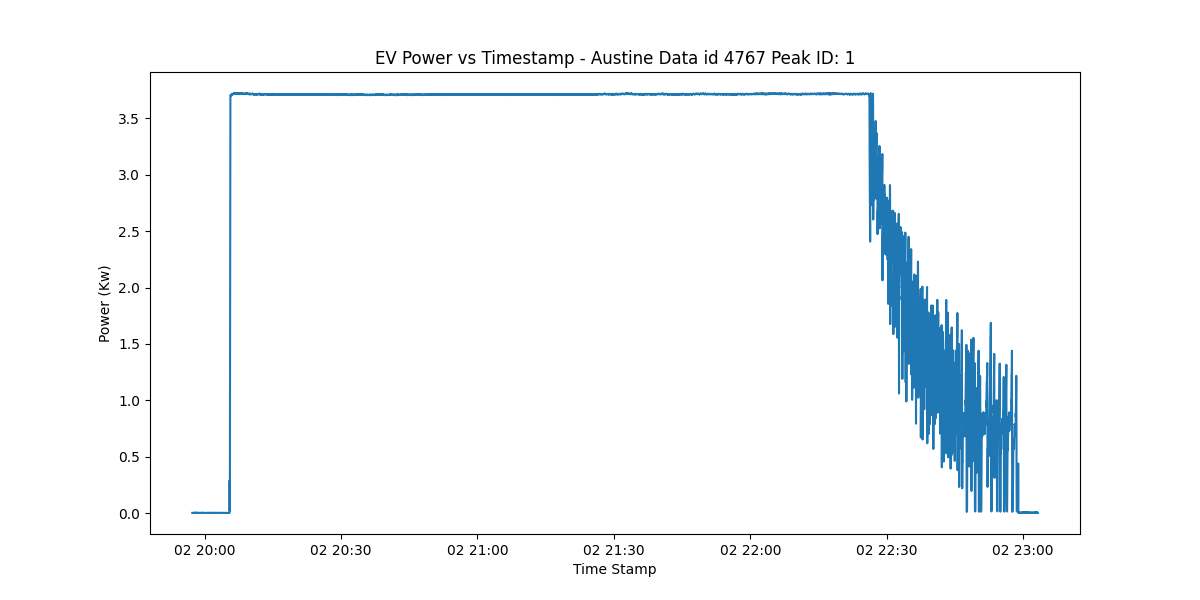 EV Power vs Timestamp - Austine Data id 4767 Peak ID: 1
Power (Kw)
3.5
3.0
2.5
2.0
1.5
1.0
0.5
0.0
02 20:00 02 20:30 02 21:00 02 21:30 02 22:00 02 22:30 02 23:00
Time Stamp